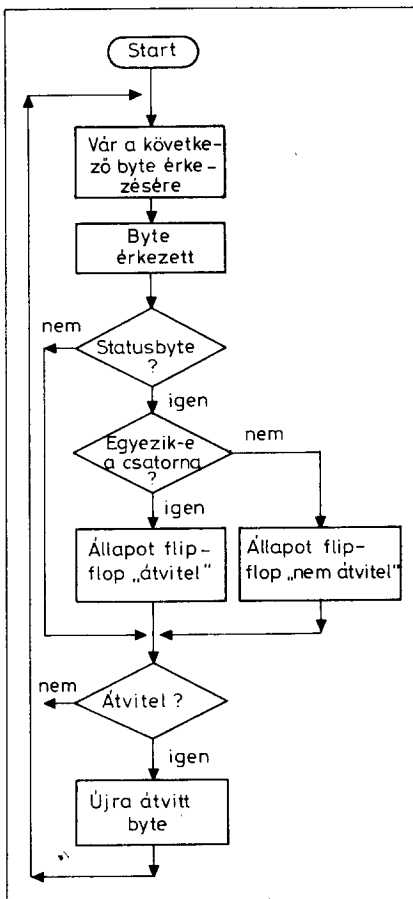 Start
Vár a követke-
ző byte érke-
zésére
Byte
érkezett
nem
Statusbyte
?
igen
Egyezik-e
a csatorna
?
nem
igen
Állapot flip-
flop „átvitel"
Állapot flip-
flop „nem átvitel"
nem
Átvitel ?
igen
Újra átvitt
byte